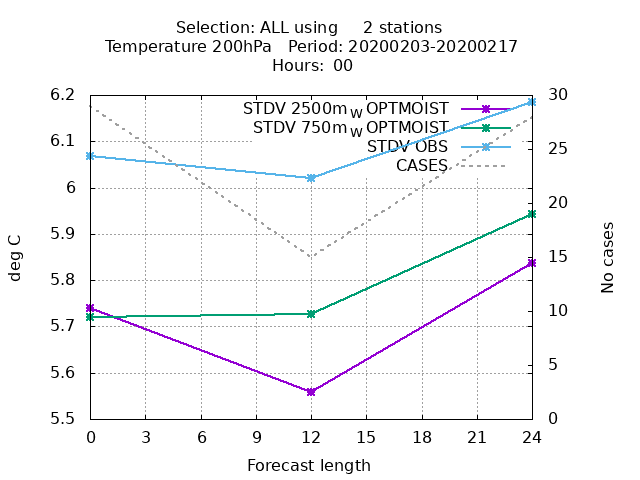 Selection: ALL using     2 stations
Temperature 200hPa   Period: 20200203-20200217
Hours:  00
STDV 2500m_W OPTMOIST
STDV 750m_W OPTMOIST
STDV OBS
CASES
6.2
6.1
6
5.9
5.8
5.7
5.6
5.5
deg C
30
25
20
15
10
5
0
No cases
0 3 6 9 12 15 18 21 24
Forecast length